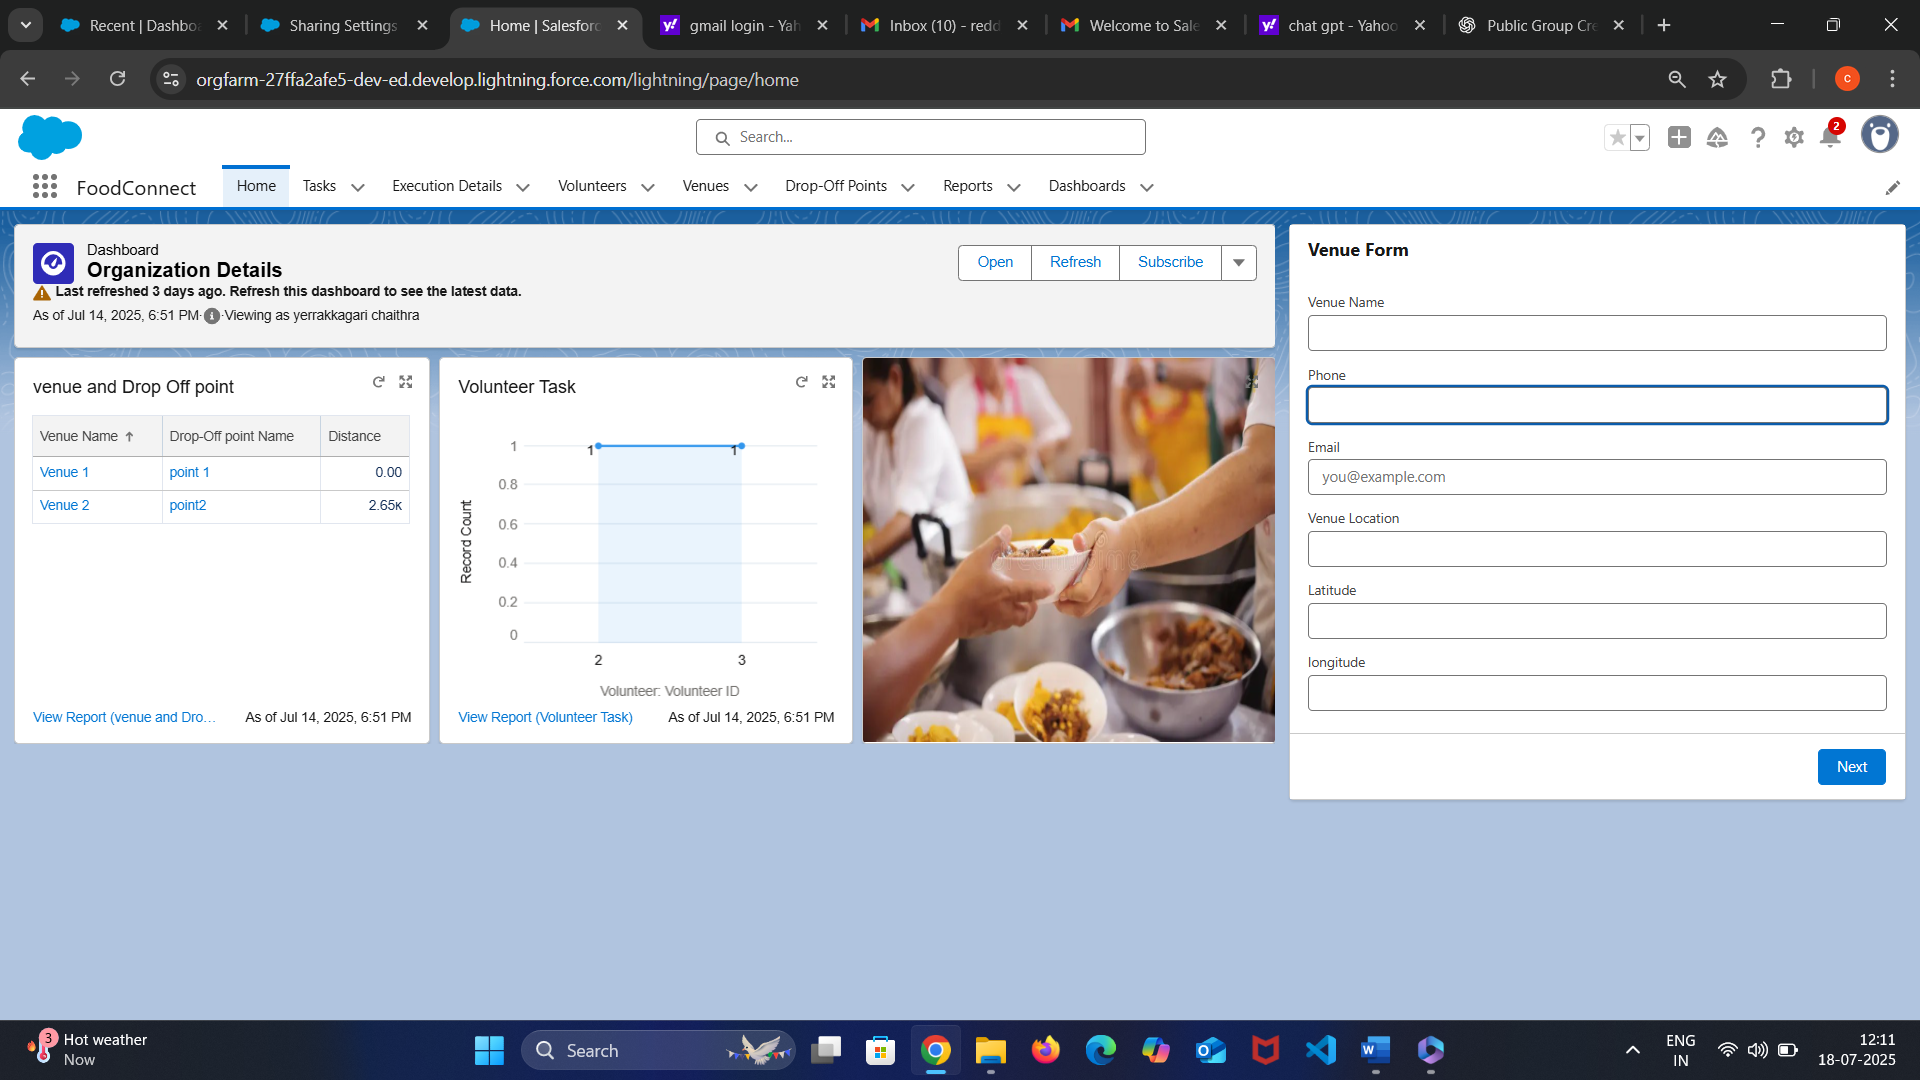 Recent | Dashboa
Sharing Settings
Home | Salesforc
gmail login - Yah
Inbox (10) - redd
Welcome to Sale
chat gpt - Yahoo
Public Group Cre
orgfarm-27ffa2afe5-dev-ed.develop.lightning.force.com/lightning/page/home
C
Search...
2
FoodConnect
Home
Tasks
Execution Details
Volunteers
Venues
Drop-Off Points
Reports
Dashboards
Dashboard
Organization Details
Last refreshed 3 days ago. Refresh this dashboard to see the latest data.
As of Jul 14, 2025, 6:51 PM·Viewing as yerrakkagari chaithra
Open
Refresh
Subscribe
venue and Drop Off point
Venue Name ↑ Drop-Off point Name Distance
Venue 1 point 1 0.00
Venue 2 point2 2.65K
View Report (venue and Dro...
As of Jul 14, 2025, 6:51 PM
Volunteer Task
Record Count
1
0.8
0.6
0.4
0.2
0
1
1
2
3
Volunteer: Volunteer ID
View Report (Volunteer Task)
As of Jul 14, 2025, 6:51 PM
Venue Form
Venue Name
Phone
Email
you@example.com
Venue Location
Latitude
longitude
Next
3
Hot weather
Now
Search
ENG
IN
12:11
18-07-2025